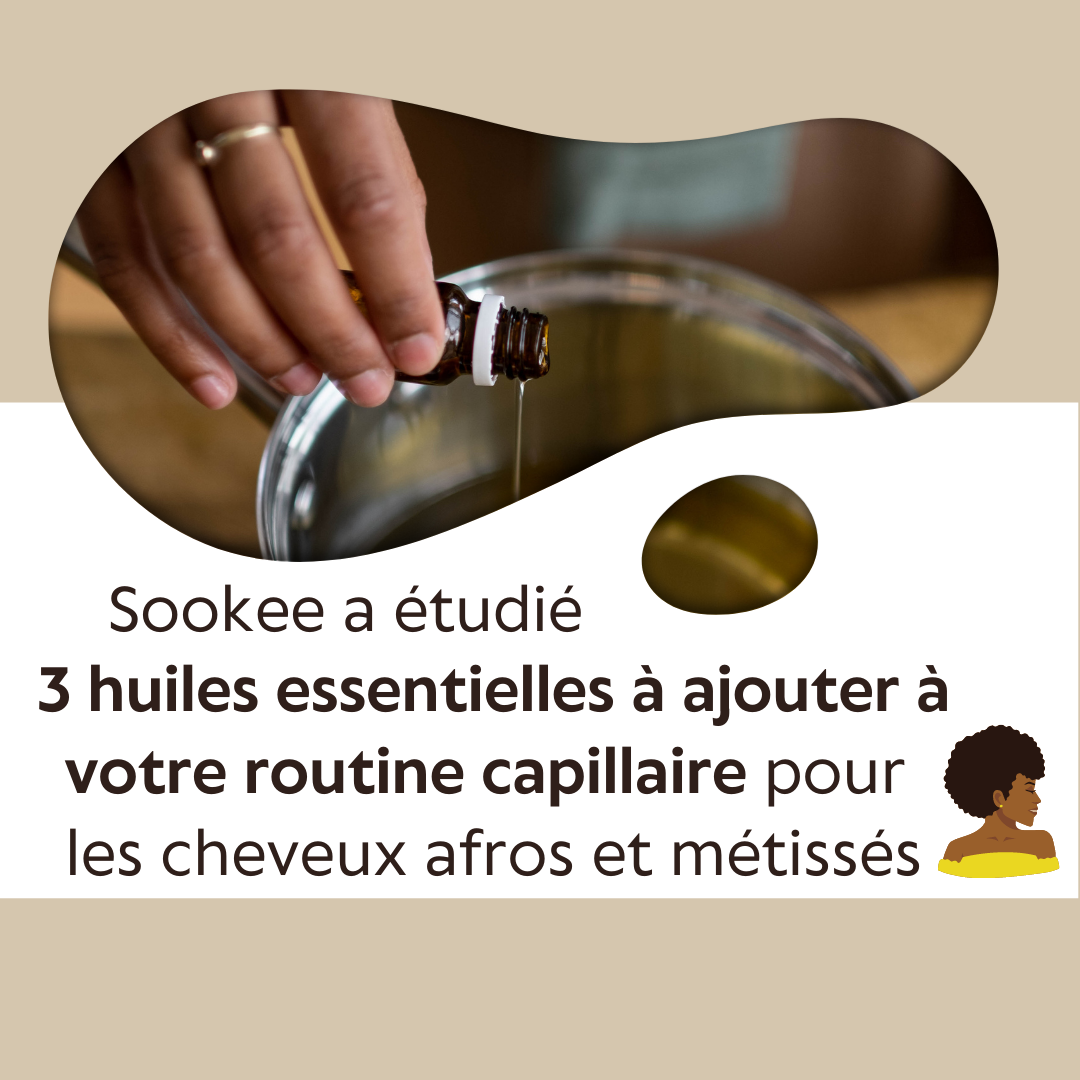 Sookee a étudié
3 huiles essentielles à ajouter à
votre routine capillaire pour
les cheveux afros et métissés